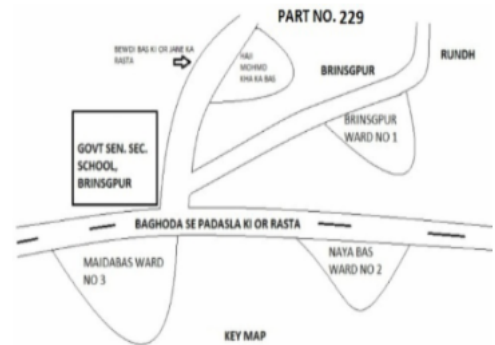 PART NO. 229
BEWDI BAS KI OR JANE KA
RASTA
HAJI
MOHMD
KHA KA BAS
BRINSGPUR
RUNDH
BRINSGPUR
WARD NO 1
GOVT SEN. SEC.
SCHOOL,
BRINSGPUR
BAGHODA SE PADASLA KI OR RASTA
MAIDABAS WARD
NO 3
NAYA BAS
WARD NO 2
KEY MAP